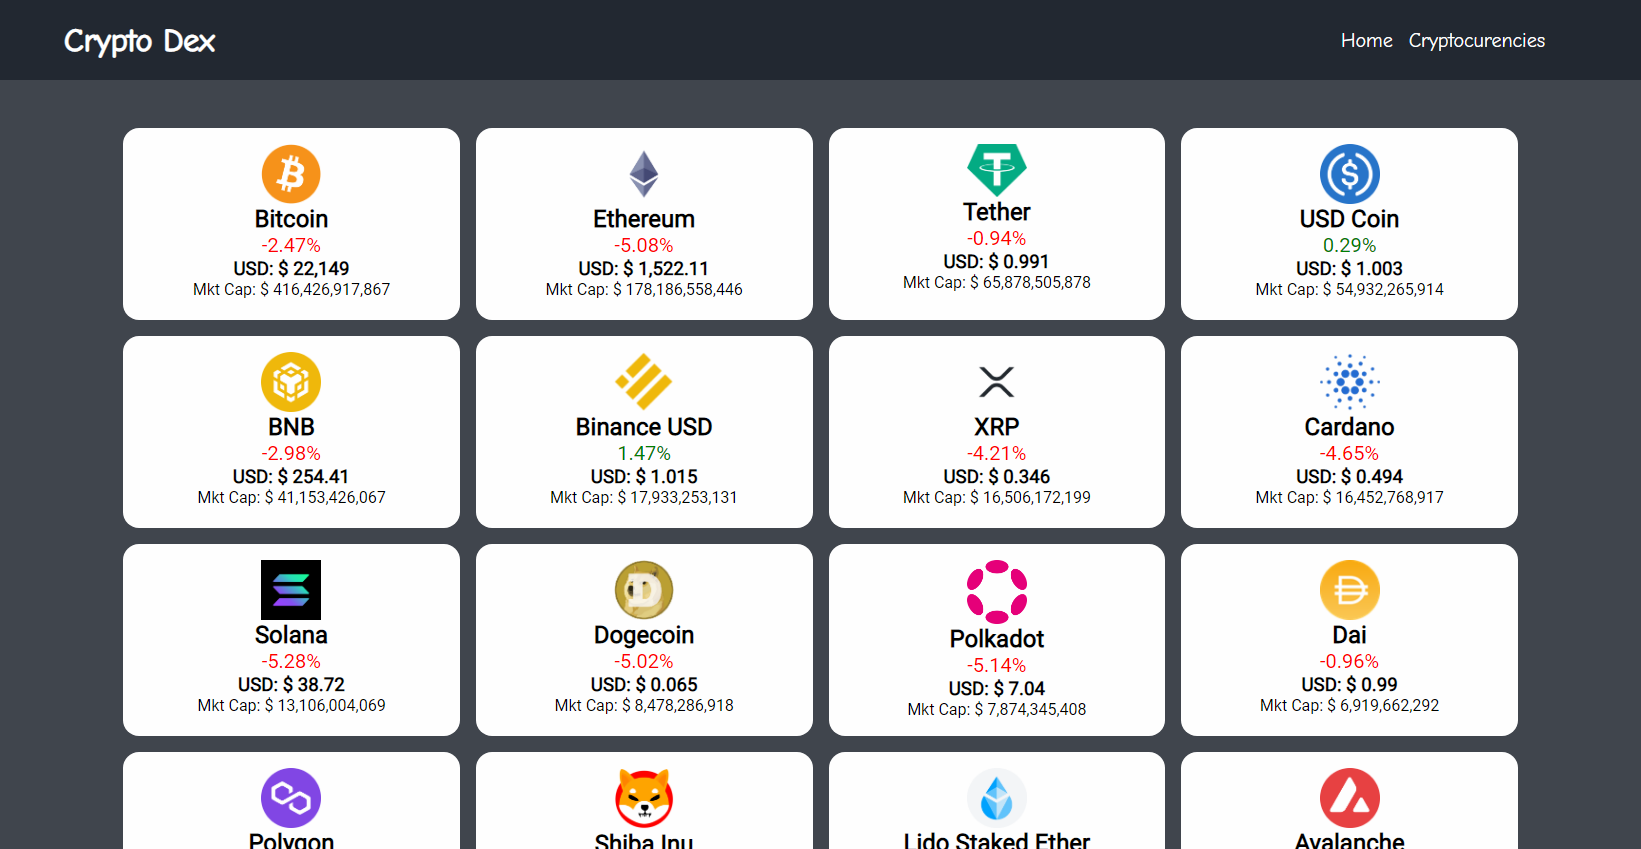 Crypto Dex
Home Cryptocurencies
Bitcoin
-2.47%
USD: $ 22,149
Mkt Cap: $ 416,426,917,867
Ethereum
-5.08%
USD: $ 1,522.11
Mkt Cap: $ 178,186,558,446
Tether
-0.94%
USD: $ 0.991
Mkt Cap: $ 65,878,505,878
USD Coin
0.29%
USD: $ 1.003
Mkt Cap: $ 54,932,265,914
BNB
-2.98%
USD: $ 254.41
Mkt Cap: $ 41,153,426,067
Binance USD
1.47%
USD: $ 1.015
Mkt Cap: $ 17,933,253,131
XRP
-4.21%
USD: $ 0.346
Mkt Cap: $ 16,506,172,199
Cardano
-4.65%
USD: $ 0.494
Mkt Cap: $ 16,452,768,917
Solana
-5.28%
USD: $ 38.72
Mkt Cap: $ 13,106,004,069
Dogecoin
-5.02%
USD: $ 0.065
Mkt Cap: $ 8,478,286,918
Polkadot
-5.14%
USD: $ 7.04
Mkt Cap: $ 7,874,345,408
Dai
-0.96%
USD: $ 0.99
Mkt Cap: $ 6,919,662,292
Polygon
Shiba Inu
Lido Staked Ether
Avalanche